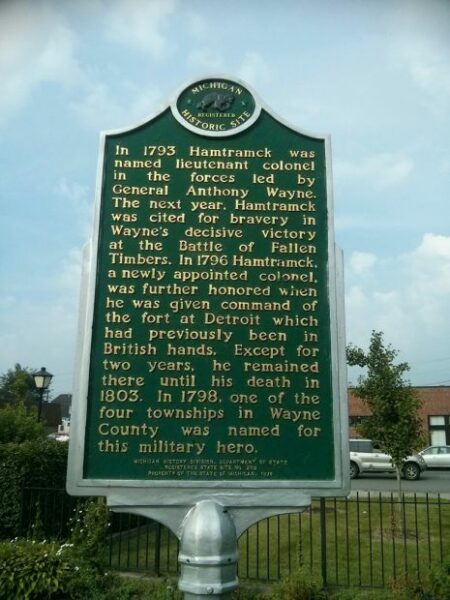 MICHIGAN
REGISTERED
HISTORIC SITE
In 1793 Hamtramck was
named lieutenant colonel
in the forces led by
General Anthony Wayne.
The next year, Hamtramck
was cited for bravery in
Wayne's decisive victory
at the Battle of Fallen
Timbers. In 1796 Hamtramck,
a newly appointed colonel,
was further honored when
he was given command of
the fort at Detroit which
had previously been in
British hands. Except for
two years, he remained
there until his death in
1803. In 1798, one of the
four townships in Wayne
County was named for
this military hero.
MICHIGAN HISTORY DIVISION, DEPARTMENT OF STATE
REGISTERED STATE SITE NO.
PROPERTY OF THE STATE OF MICHIGAN,